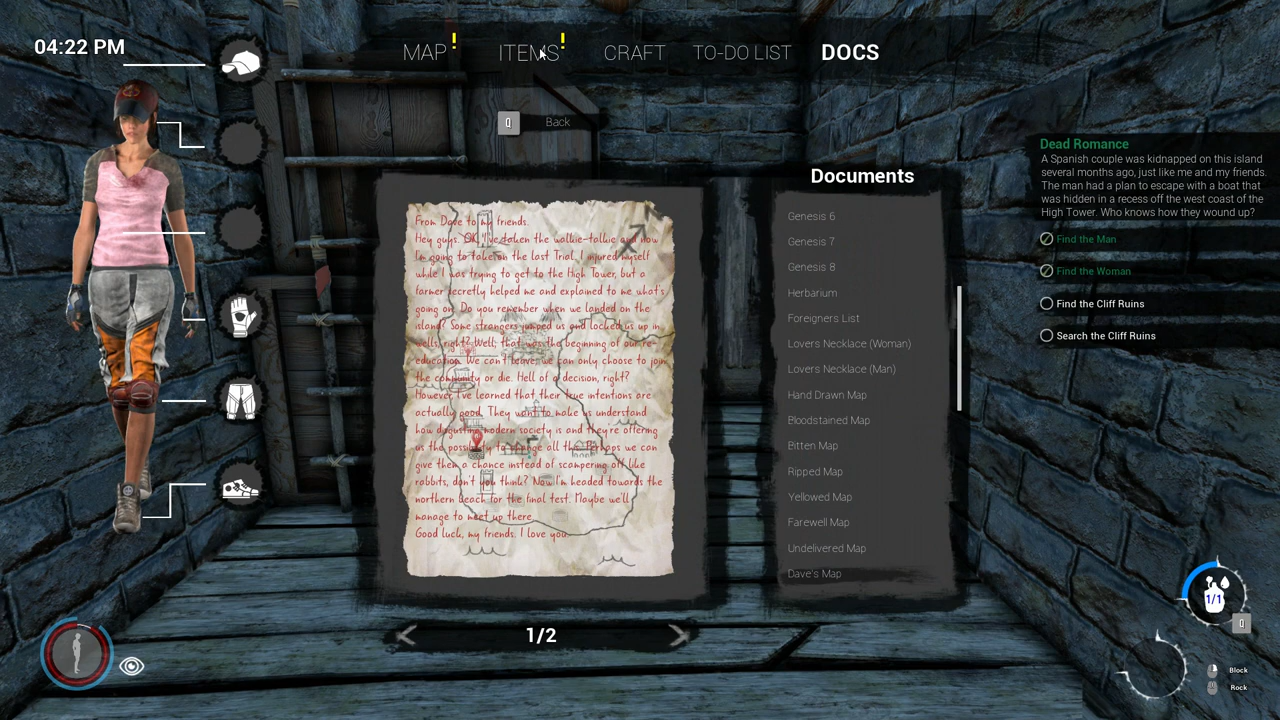 04:22 PM
MAP !
ITEMS !
CRAFT
TO-DO LIST
DOCS
Q Back
From Dave to my friends.
Hey guys. OK, I've taken the walkie-talkie and now
I'm going to take on the last Trial. I injured myself
while I was trying to get to the High Tower, but a
farmer secretly helped me and explained to me what's
going on. Do you remember when we landed on the
island? Some strangers jumped us and locked us up in
wells, right? Well, that was the beginning of our re-
education. We can't leave, we can only choose to join
the community or die. Hell of a decision, right?
However, I've learned that their true intentions are
actually good. They want to make us understand
how disgusting modern society is and they're offering
us the possibility to change all this. Perhaps we can
give them a chance instead of scampering off like
rabbits, don't you think? Now I'm headed towards the
northern beach for the final test. Maybe we'll
manage to meet up there.
Good luck, my friends. I love you.
1/2
Documents
Genesis 6
Genesis 7
Genesis 8
Herbarium
Foreigners List
Lovers Necklace (Woman)
Lovers Necklace (Man)
Hand Drawn Map
Bloodstained Map
Pitten Map
Ripped Map
Yellowed Map
Farewell Map
Undelivered Map
Dave's Map
Dead Romance
A Spanish couple was kidnapped on this island
several months ago, just like me and my friends.
The man had a plan to escape with a boat that
was hidden in a recess off the west coast of the
High Tower. Who knows how they wound up?
Find the Man
Find the Woman
Find the Cliff Ruins
Search the Cliff Ruins
1/1
Q
Block
Rock